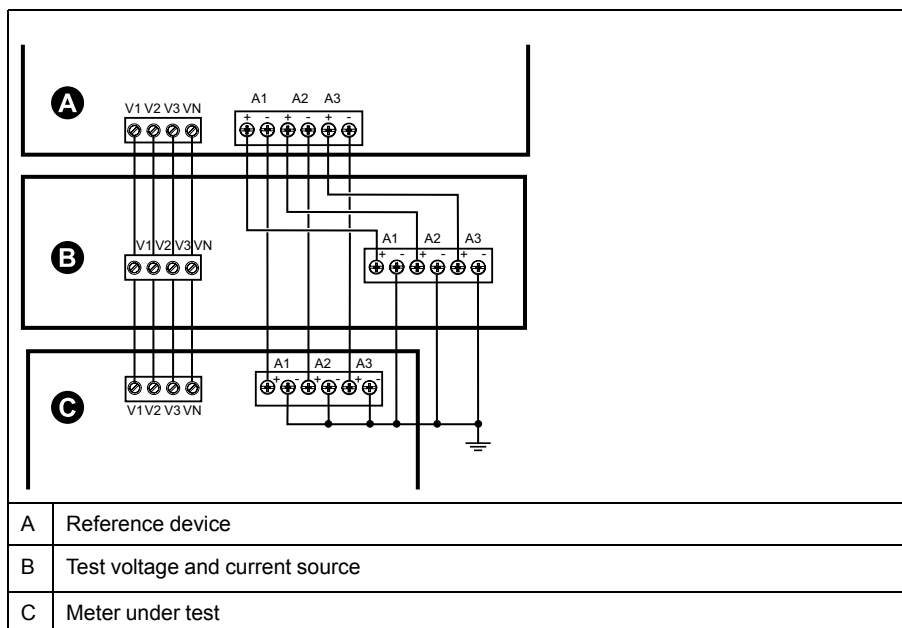 A
V1 V2 V3 VN
A1 A2 A3
+ - + - + -
B
V1 V2 V3 VN
A1 A2 A3
+ - + - + -
C
A1 A2 A3
+ - + - + -
V1 V2 V3 VN
A Reference device
B Test voltage and current source
C Meter under test